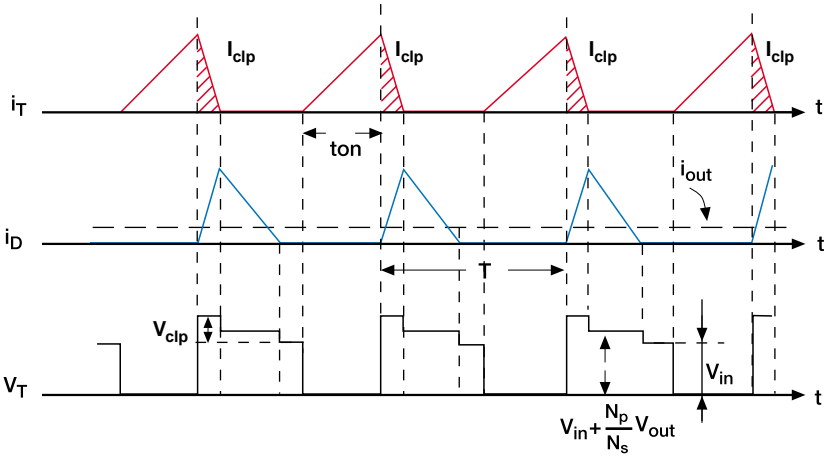 I_clp I_clp I_clp I_clp
i_T t
ton
i_out
i_D t
T
V_clp
V_in
V_T t
V_in + N_p/N_s V_out